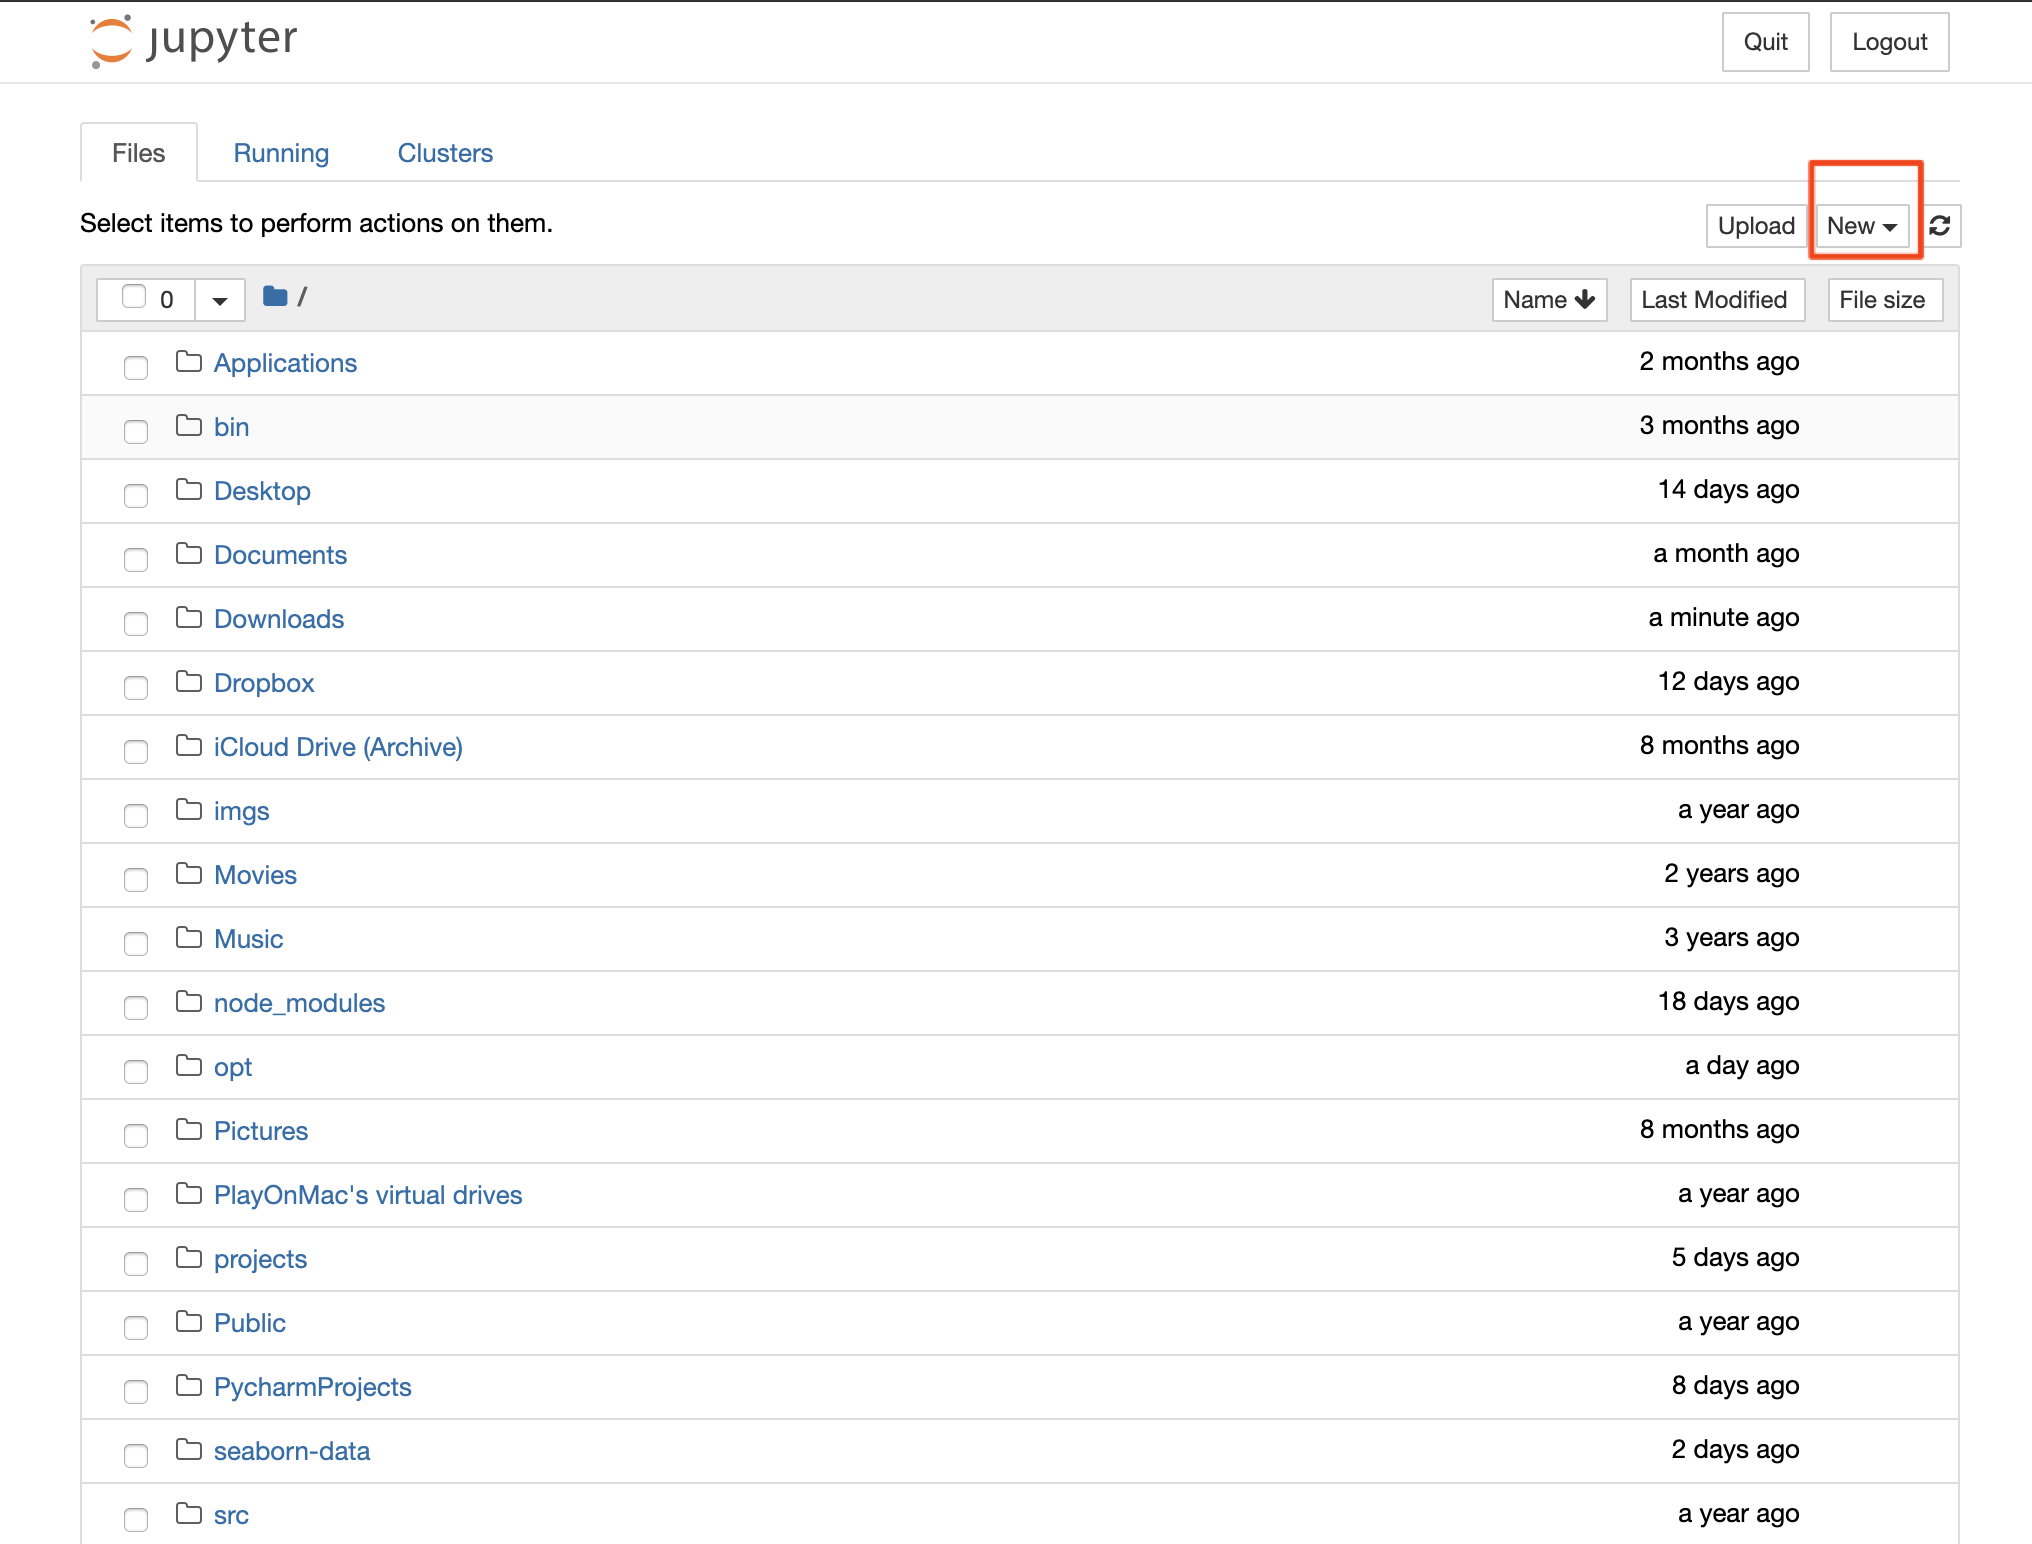 jupyter
Quit Logout
Files Running Clusters
Select items to perform actions on them.
Upload New
0 / Name Last Modified File size
Applications 2 months ago
bin 3 months ago
Desktop 14 days ago
Documents a month ago
Downloads a minute ago
Dropbox 12 days ago
iCloud Drive (Archive) 8 months ago
imgs a year ago
Movies 2 years ago
Music 3 years ago
node_modules 18 days ago
opt a day ago
Pictures 8 months ago
PlayOnMac's virtual drives a year ago
projects 5 days ago
Public a year ago
PycharmProjects 8 days ago
seaborn-data 2 days ago
src a year ago